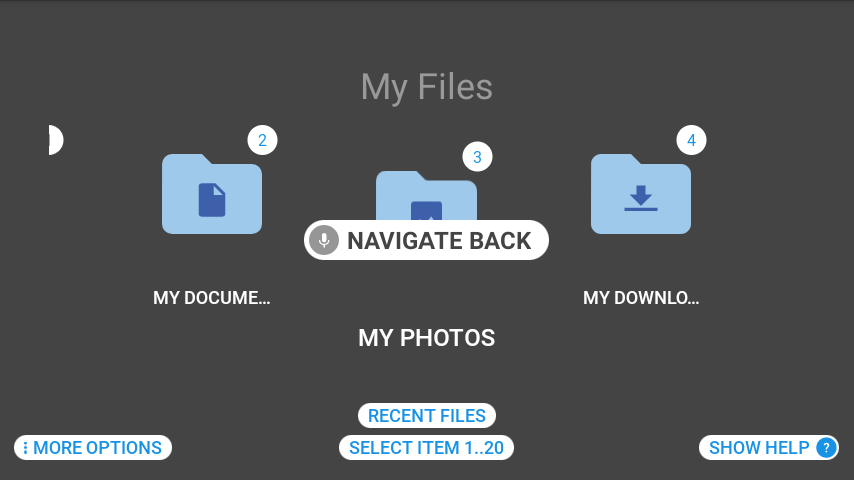 My Files
2
3
4
NAVIGATE BACK
MY DOCUME...
MY DOWNLO...
MY PHOTOS
RECENT FILES
MORE OPTIONS
SELECT ITEM 1..20
SHOW HELP ?